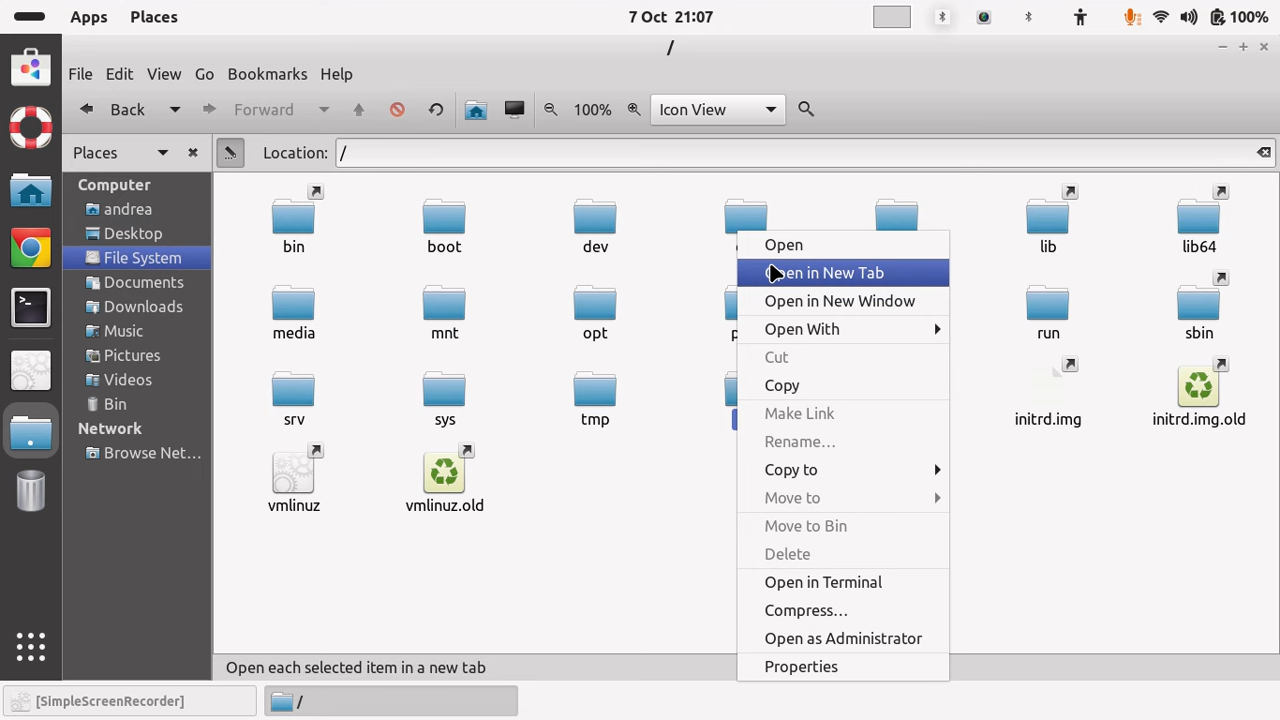 Apps Places 7 Oct 21:07 100%
/
File Edit View Go Bookmarks Help
Back Forward 100% Icon View
Places Location: /
Computer
andrea
Desktop
File System
Documents
Downloads
Music
Pictures
Videos
Bin
Network
Browse Net…
bin boot dev lib lib64
media mnt opt run sbin
srv sys tmp initrd.img initrd.img.old
vmlinuz vmlinuz.old
Open
Open in New Tab
Open in New Window
Open With
Cut
Copy
Make Link
Rename…
Copy to
Move to
Move to Bin
Delete
Open in Terminal
Compress…
Open as Administrator
Properties
Open each selected item in a new tab
[SimpleScreenRecorder] /